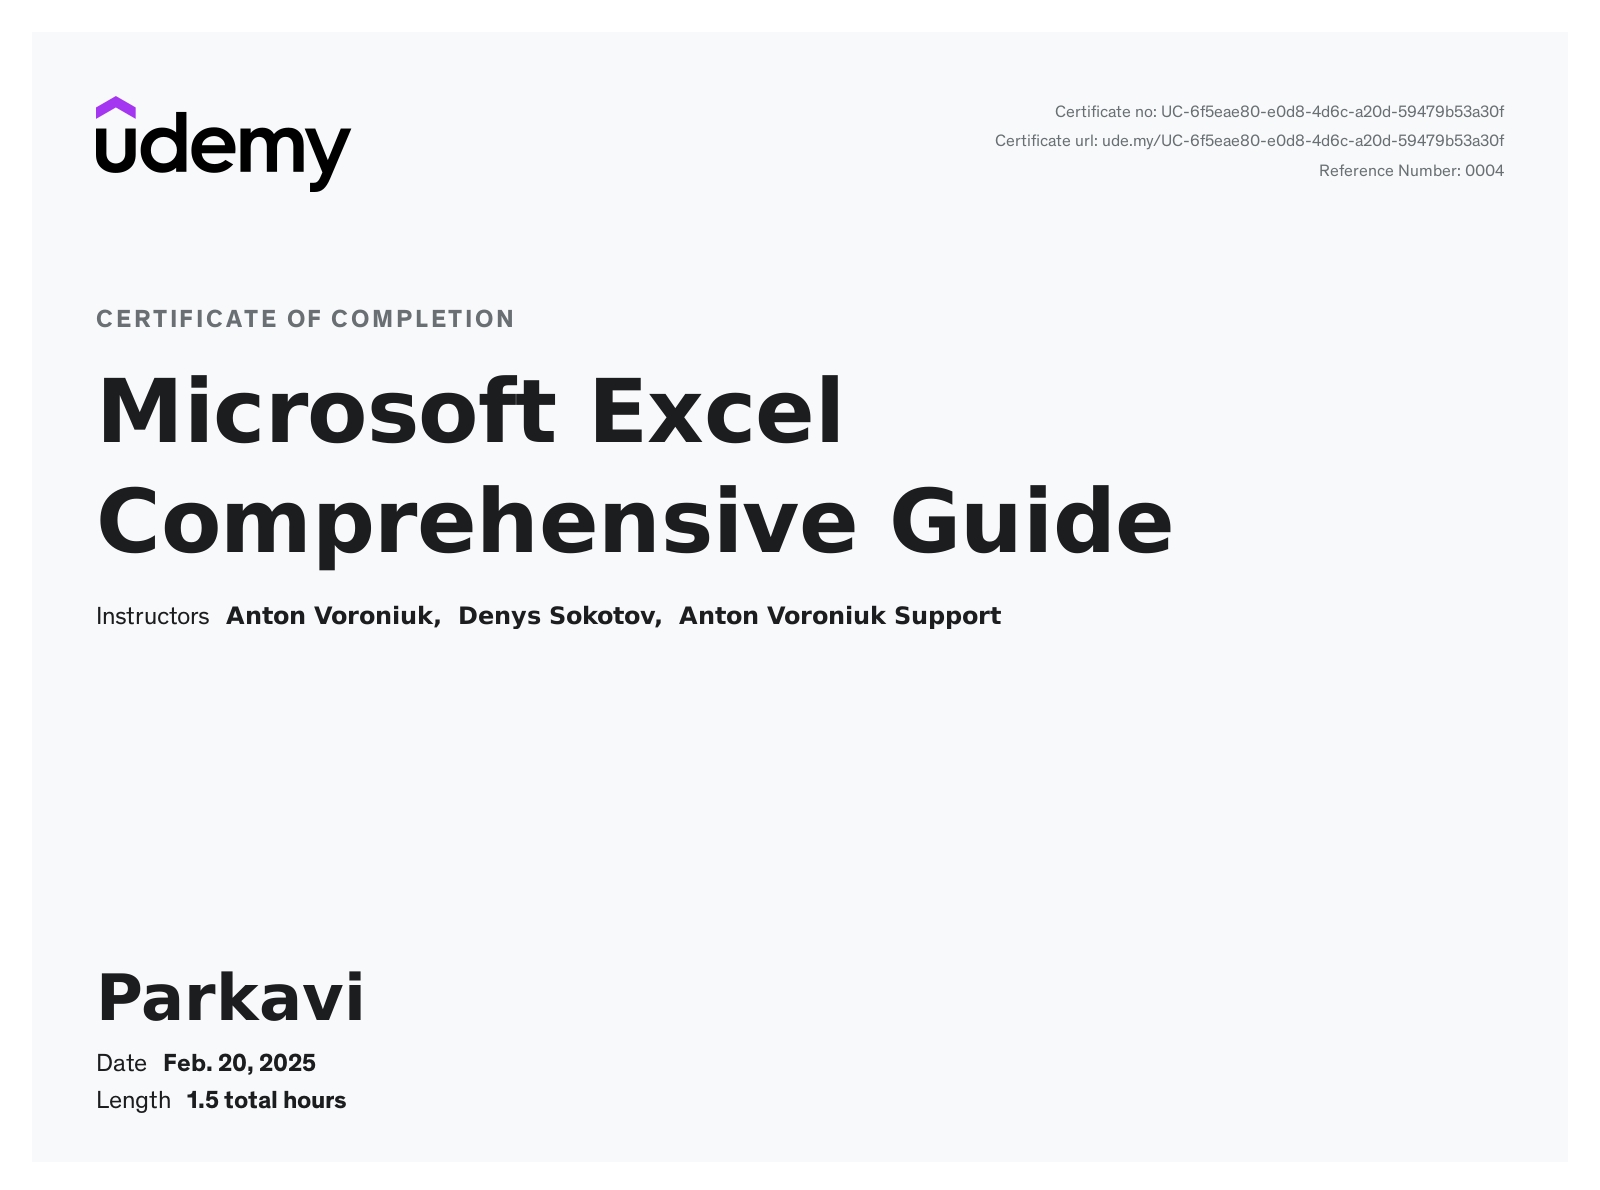 udemy
Certificate no: UC-6f5eae80-e0d8-4d6c-a20d-59479b53a30f
Certificate url: ude.my/UC-6f5eae80-e0d8-4d6c-a20d-59479b53a30f
Reference Number: 0004
CERTIFICATE OF COMPLETION
Microsoft Excel
Comprehensive Guide
Instructors Anton Voroniuk, Denys Sokotov, Anton Voroniuk Support
Parkavi
Date Feb. 20, 2025
Length 1.5 total hours